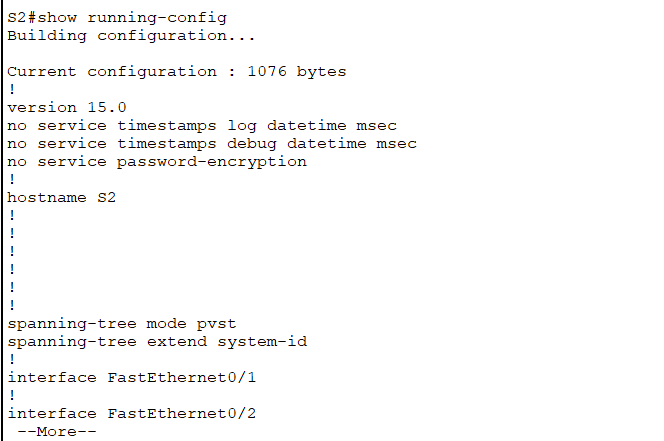 S2#show running-config
Building configuration...
Current configuration : 1076 bytes
!
version 15.0
no service timestamps log datetime msec
no service timestamps debug datetime msec
no service password-encryption
!
hostname S2
!
!
!
!
!
!
spanning-tree mode pvst
spanning-tree extend system-id
!
interface FastEthernet0/1
!
interface FastEthernet0/2
--More--